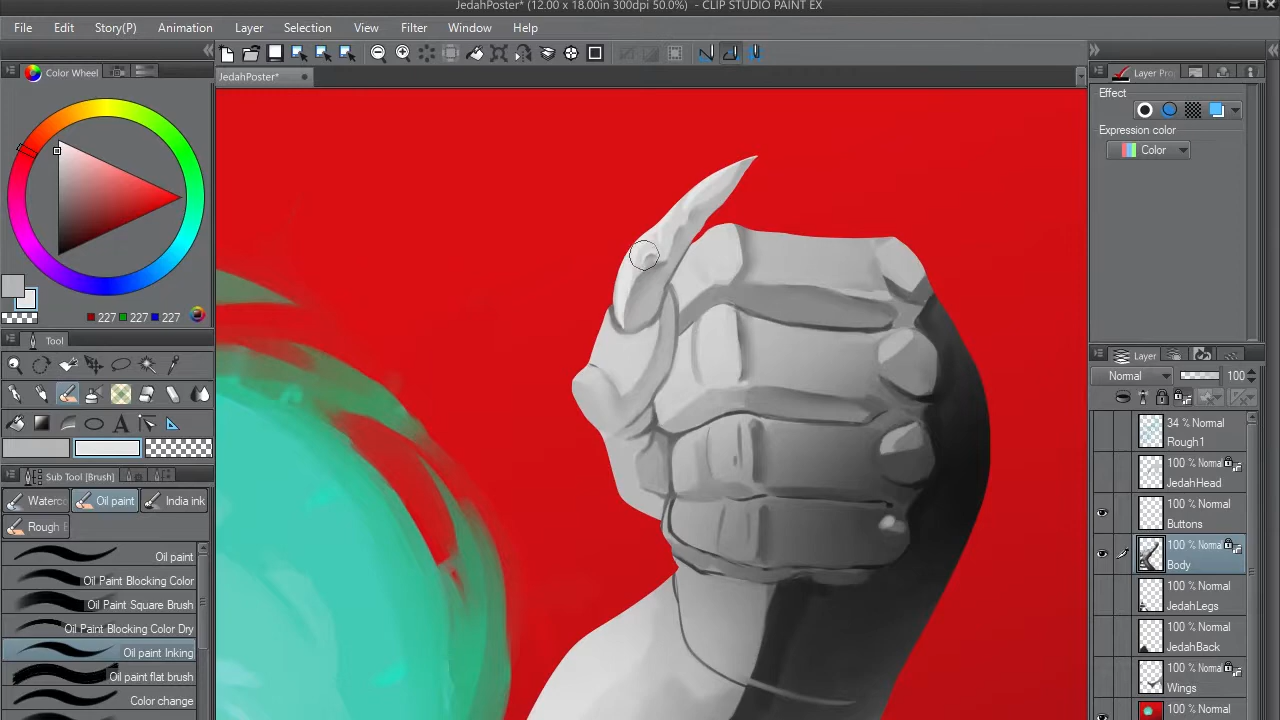 JedahPoster* (12.00 x 18.00in 300dpi 50.0%) - CLIP STUDIO PAINT EX
File Edit Story(P) Animation Layer Selection View Filter Window Help
Color Wheel
JedahPoster*
Layer Pro
Effect
Expression color
Color
227 227 227
Tool
Layer
Normal 100
34 % Normal
Rough1
100 % Norma
JedahHead
100 % Normal
Buttons
100 % Norma
Body
100 % Normal
JedahLegs
100 % Normal
JedahBack
100 % Norma
Wings
100 % Normal
Sub Tool [Brush]
Waterco
Oil paint
India ink
Rough
Oil paint
Oil Paint Blocking Color
Oil Paint Square Brush
Oil Paint Blocking Color Dry
Oil paint Inking
Oil paint flat brush
Color change